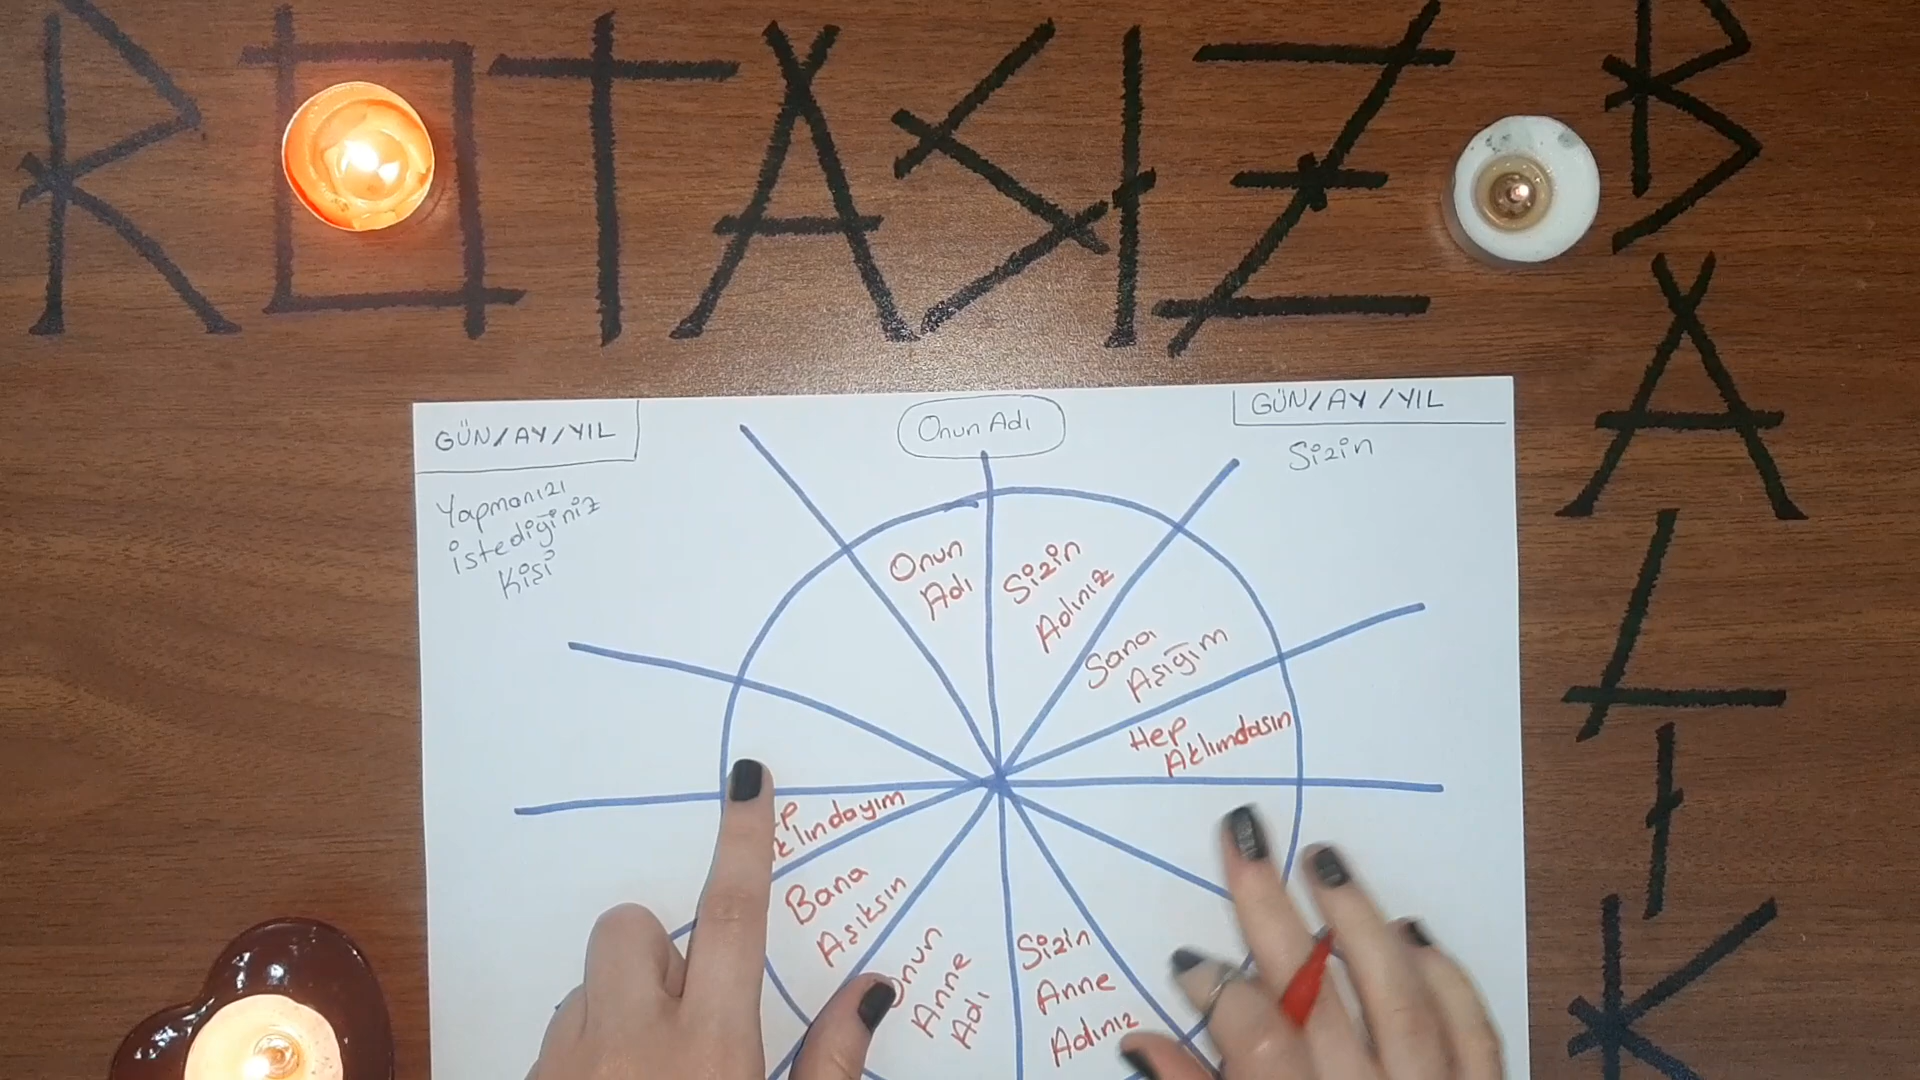 ROTASIZ
BALIK
GÜN/AY/YIL
Yapmanızı
istediğiniz
Kişi
Onun Adı
GÜN/AY/YIL
Sizin
Onun
Adı
Sizin
Adınız
Sana
Aşığım
Hep
Aklımdasın
Bana
Aşıksın
Onun
Anne
Adı
Sizin
Anne
Adınız